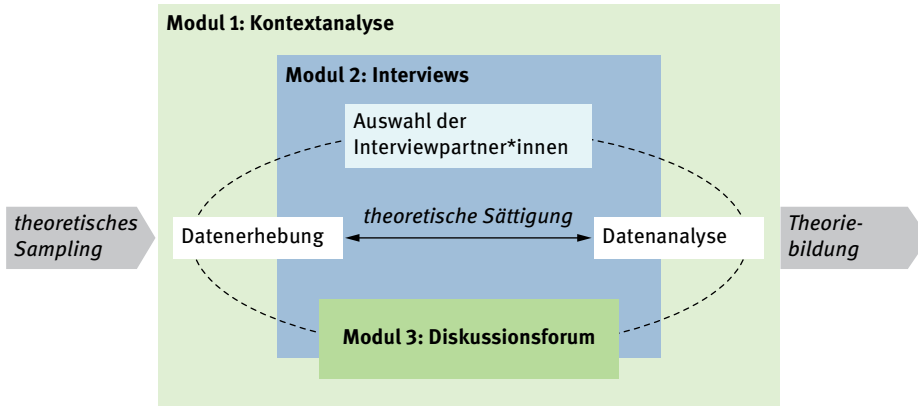 Modul 1: Kontextanalyse
Modul 2: Interviews
Auswahl der
Interviewpartner*innen
theoretisches
Sampling
Datenerhebung
theoretische Sättigung
Datenanalyse
Theorie-
bildung
Modul 3: Diskussionsforum